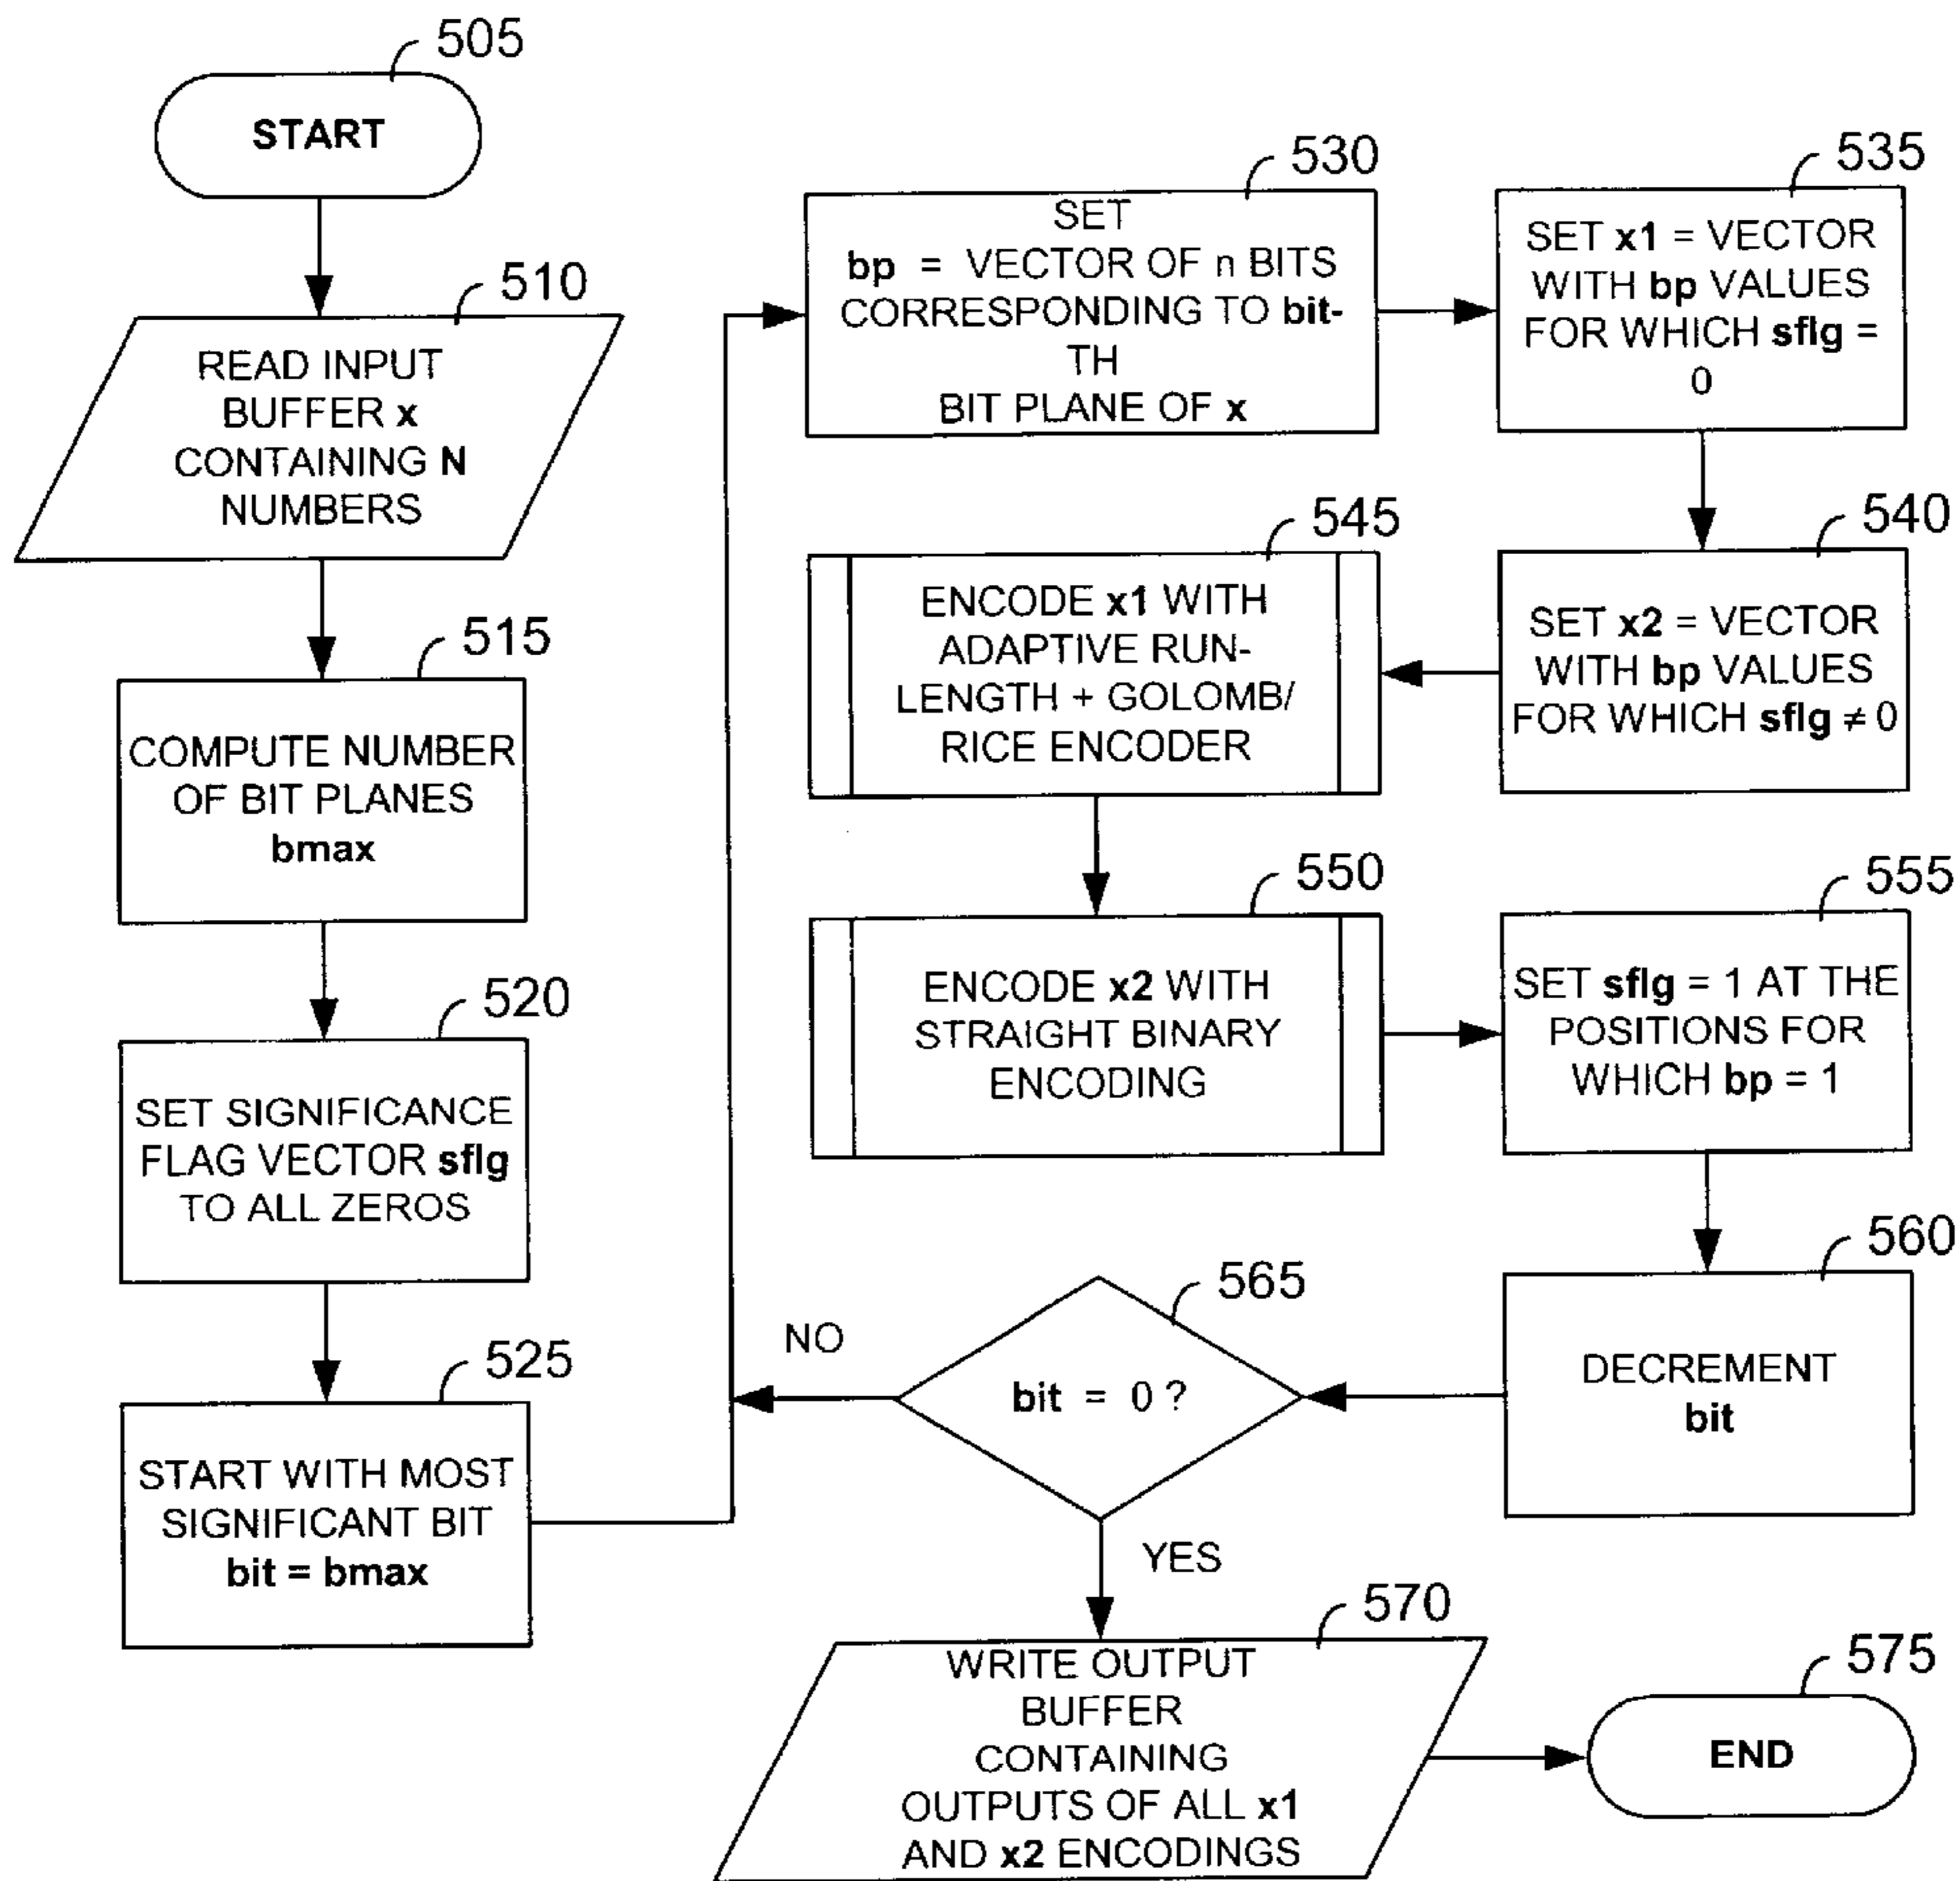 505
START
510
READ INPUT
BUFFER x
CONTAINING N
NUMBERS
515
COMPUTE NUMBER
OF BIT PLANES
bmax
520
SET SIGNIFICANCE
FLAG VECTOR sflg
TO ALL ZEROS
525
START WITH MOST
SIGNIFICANT BIT
bit = bmax
530
SET
bp = VECTOR OF n BITS
CORRESPONDING TO bit-
TH
BIT PLANE OF x
535
SET x1 = VECTOR
WITH bp VALUES
FOR WHICH sflg =
0
540
SET x2 = VECTOR
WITH bp VALUES
FOR WHICH sflg ≠ 0
545
ENCODE x1 WITH
ADAPTIVE RUN-
LENGTH + GOLOMB/
RICE ENCODER
550
ENCODE x2 WITH
STRAIGHT BINARY
ENCODING
555
SET sflg = 1 AT THE
POSITIONS FOR
WHICH bp = 1
560
DECREMENT
bit
565
bit = 0 ?
NO
YES
570
WRITE OUTPUT
BUFFER
CONTAINING
OUTPUTS OF ALL x1
AND x2 ENCODINGS
575
END